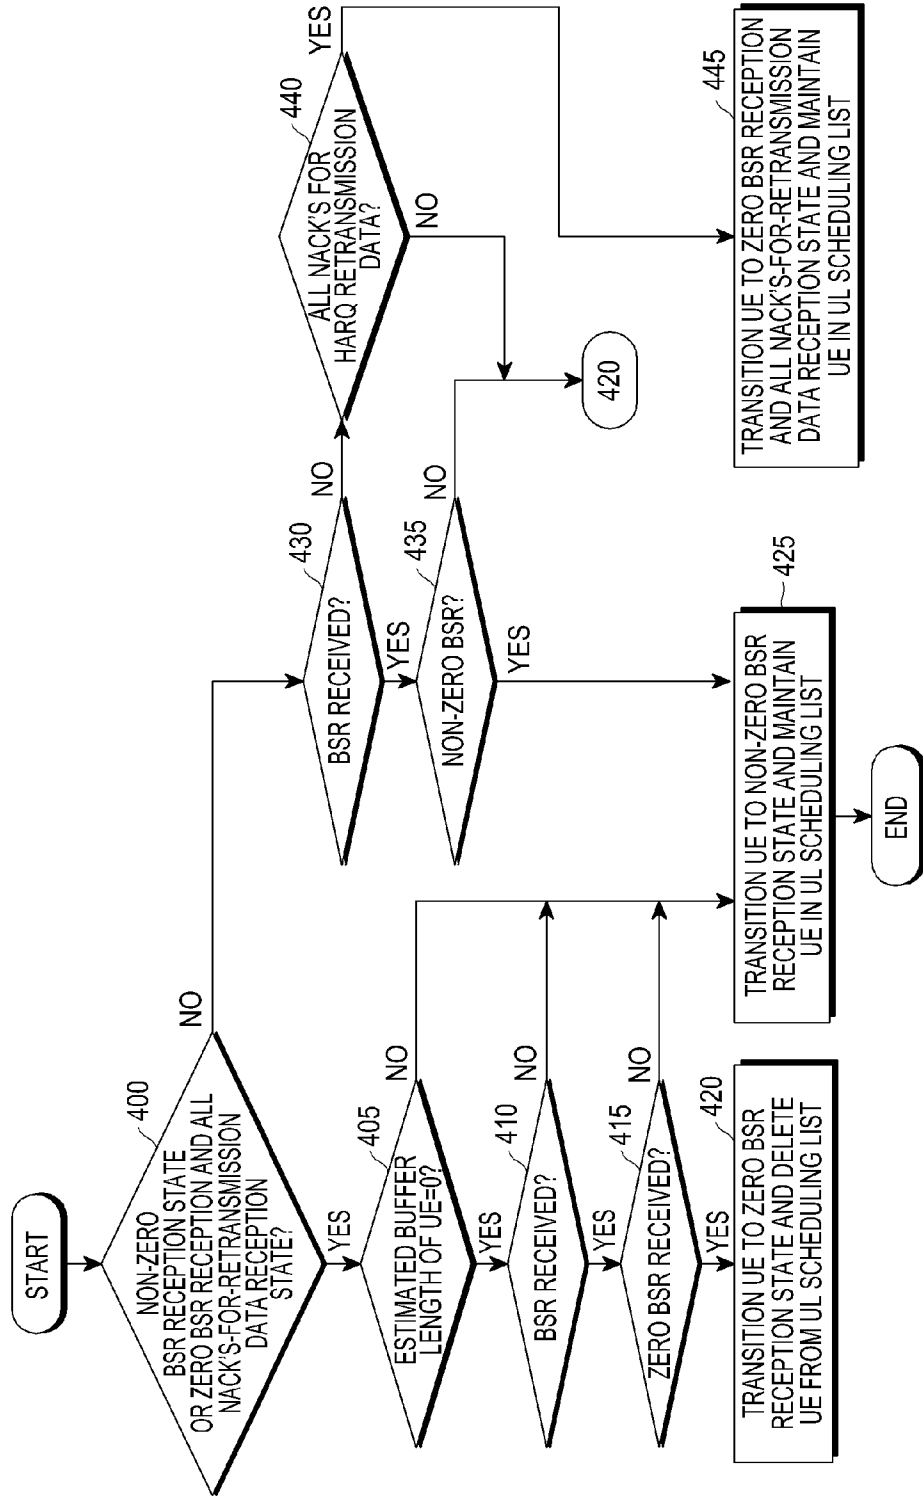 START
400
NON-ZERO
BSR RECEPTION STATE
OR ZERO BSR RECEPTION AND ALL
NACK'S-FOR-RETRANSMISSION
DATA RECEPTION
STATE?
NO
YES
405
ESTIMATED BUFFER
LENGTH OF UE=0?
NO
YES
410
BSR RECEIVED?
NO
YES
415
ZERO BSR RECEIVED?
NO
YES
420
TRANSITION UE TO ZERO BSR
RECEPTION STATE AND DELETE
UE FROM UL SCHEDULING LIST
430
BSR RECEIVED?
NO
YES
435
NON-ZERO BSR?
NO
YES
425
TRANSITION UE TO NON-ZERO BSR
RECEPTION STATE AND MAINTAIN
UE IN UL SCHEDULING LIST
END
440
ALL NACK'S FOR
HARQ RETRANSMISSION
DATA?
YES
NO
420
445
TRANSITION UE TO ZERO BSR RECEPTION
AND ALL NACK'S-FOR-RETRANSMISSION
DATA RECEPTION STATE AND MAINTAIN
UE IN UL SCHEDULING LIST